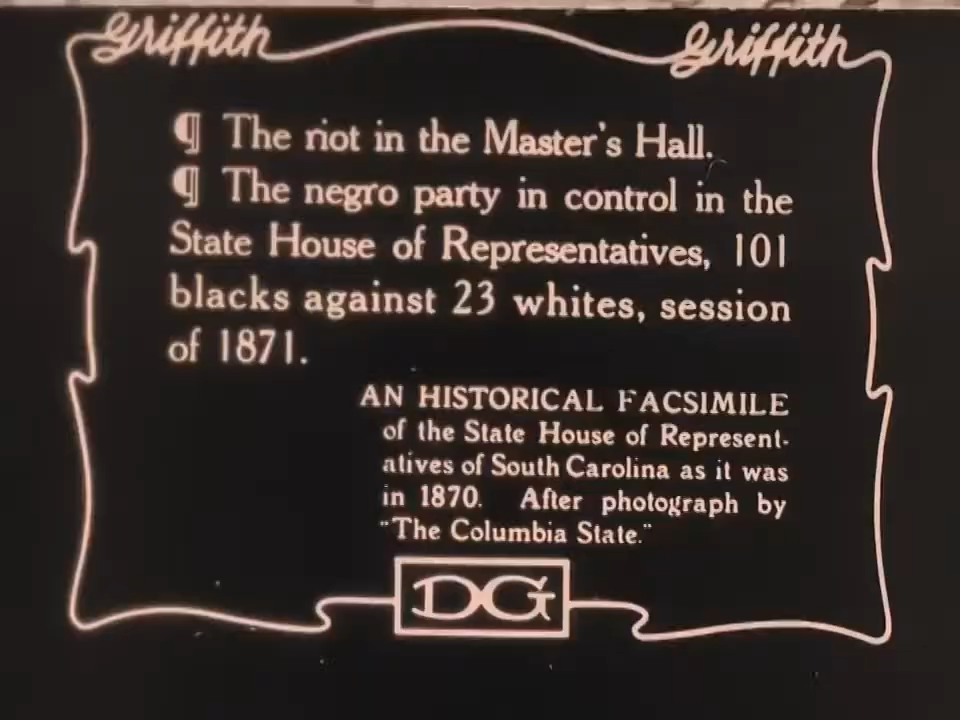 Griffith Griffith
¶ The riot in the Master's Hall.
¶ The negro party in control in the
State House of Representatives, 101
blacks against 23 whites, session
of 1871.
AN HISTORICAL FACSIMILE
of the State House of Represent-
atives of South Carolina as it was
in 1870. After photograph by
"The Columbia State."
DG